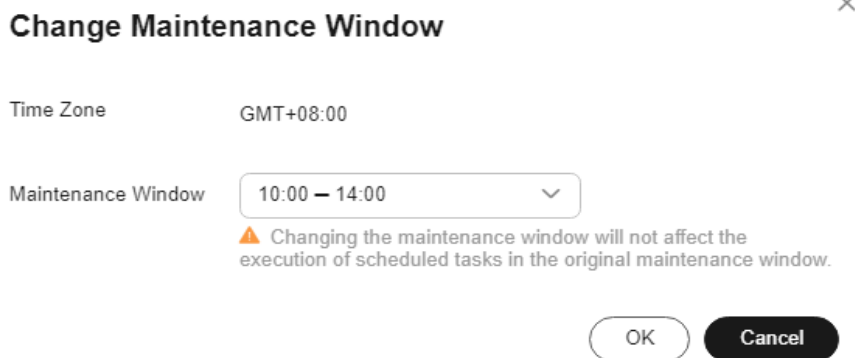 Change Maintenance Window
Time Zone
GMT+08:00
Maintenance Window
10:00 – 14:00
Changing the maintenance window will not affect the
execution of scheduled tasks in the original maintenance window.
OK
Cancel